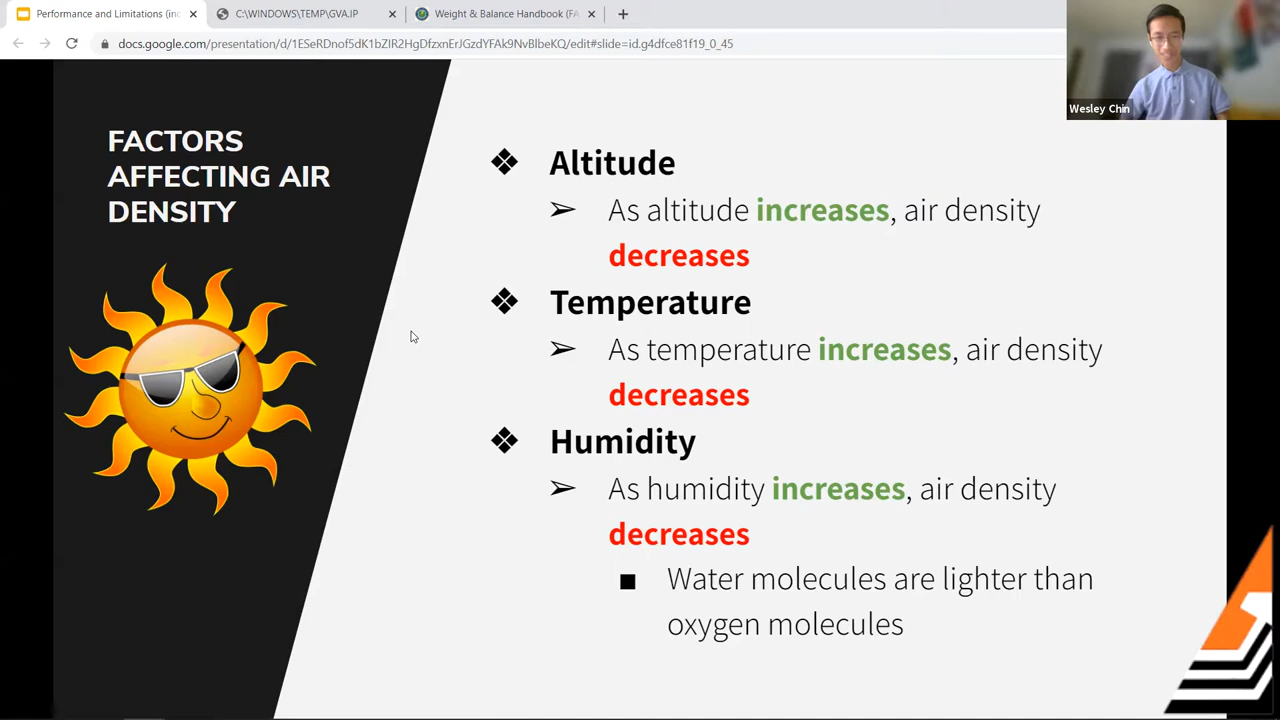 Performance and Limitations (inc
C:\WINDOWS\TEMP\GVA.IP
Weight & Balance Handbook (FA
docs.google.com/presentation/d/1ESeRDnof5dK1bZIR2HgDfzxnErJGzdYFAk9NvBlbeKQ/edit#slide=id.g4dfce81f19_0_45
Wesley Chin
FACTORS
AFFECTING AIR
DENSITY
❖ Altitude
➢ As altitude increases, air density
decreases
❖ Temperature
➢ As temperature increases, air density
decreases
❖ Humidity
➢ As humidity increases, air density
decreases
■ Water molecules are lighter than
oxygen molecules